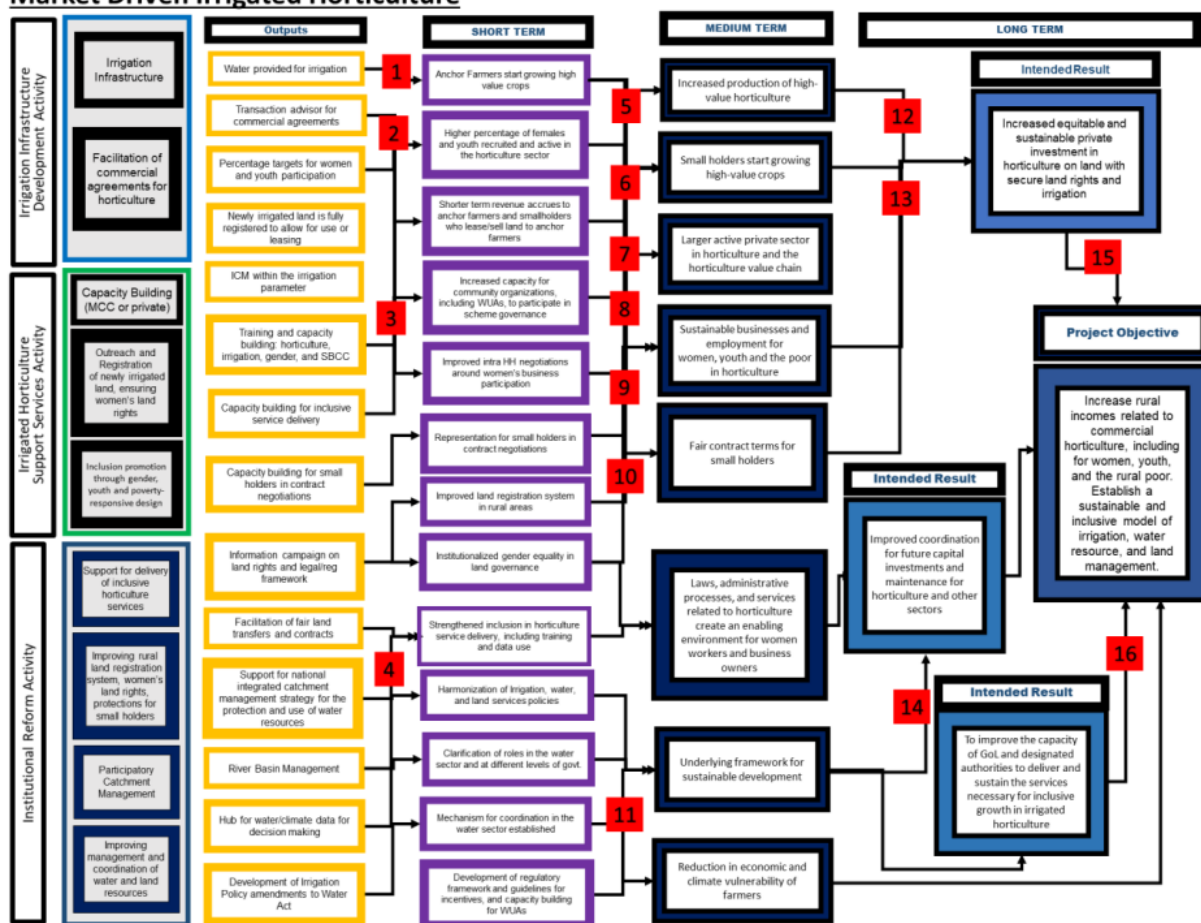 Market Driven Irrigated Horticulture
Irrigation Infrastructure
Development Activity
Irrigated Horticulture
Support Services Activity
Institutional Reform Activity
Irrigation
Infrastructure
Facilitation of
commercial
agreements for
horticulture
Capacity Building
(MCC or private)
Outreach and
Registration
of newly irrigated
land, ensuring
women's land
rights
Inclusion promotion
through gender,
youth and poverty-
responsive design
Support for delivery
of inclusive
horticulture
services
Improving rural
land registration
system, women's
land rights,
protections for
small holders
Participatory
Catchment
Management
Improving
management and
coordination of
water and land
resources
Outputs
Water provided for irrigation
Transaction advisor for
commercial agreements
Percentage targets for women
and youth participation
Newly irrigated land is fully
registered to allow for use or
leasing
ICM within the irrigation
parameter
Training and capacity
building: horticulture,
irrigation, gender, and SBCC
Capacity building for inclusive
service delivery
Capacity building for small
holders in contract
negotiations
Information campaign on
land rights and legal/reg
framework
Facilitation of fair land
transfers and contracts
Support for national
integrated catchment
management strategy for the
protection and use of water
resources
River Basin Management
Hub for water/climate data for
decision making
Development of Irrigation
Policy amendments to Water
Act
1
2
3
4
SHORT TERM
Anchor Farmers start growing high
value crops
Higher percentage of females
and youth recruited and active in
the horticulture sector
Shorter term revenue accrues to
anchor farmers and smallholders
who lease/sell land to anchor
farmers
Increased capacity for
community organizations,
including WUAs, to participate in
scheme governance
Improved intra HH negotiations
around women's business
participation
Representation for small holders in
contract negotiations
Improved land registration system
in rural areas
Institutionalized gender equality in
land governance
Strengthened inclusion in horticulture
service delivery, including training
and data use
Harmonization of Irrigation, water,
and land services policies
Clarification of roles in the water
sector and at different levels of govt.
Mechanism for coordination in the
water sector established
Development of regulatory
framework and guidelines for
incentives, and capacity building
for WUAs
5
6
7
8
9
10
11
MEDIUM TERM
Increased production of high-
value horticulture
Small holders start growing
high-value crops
Larger active private sector
in horticulture and the
horticulture value chain
Sustainable businesses and
employment for
women, youth and the poor
in horticulture
Fair contract terms for
small holders
Laws, administrative
processes, and services
related to horticulture
create an enabling
environment for women
workers and business
owners
Underlying framework for
sustainable development
Reduction in economic and
climate vulnerability of
farmers
12
13
14
LONG TERM
Intended Result
Increased equitable and
sustainable private
investment in
horticulture on land with
secure land rights and
irrigation
15
Project Objective
Increase rural
incomes related to
commercial
horticulture, including
for women, youth,
and the rural poor.
Establish a
sustainable and
inclusive model of
irrigation, water
resource, and land
management.
Intended Result
Improved coordination
for future capital
investments and
maintenance for
horticulture and other
sectors
16
Intended Result
To improve the capacity
of GoL and designated
authorities to deliver and
sustain the services
necessary for inclusive
growth in irrigated
horticulture